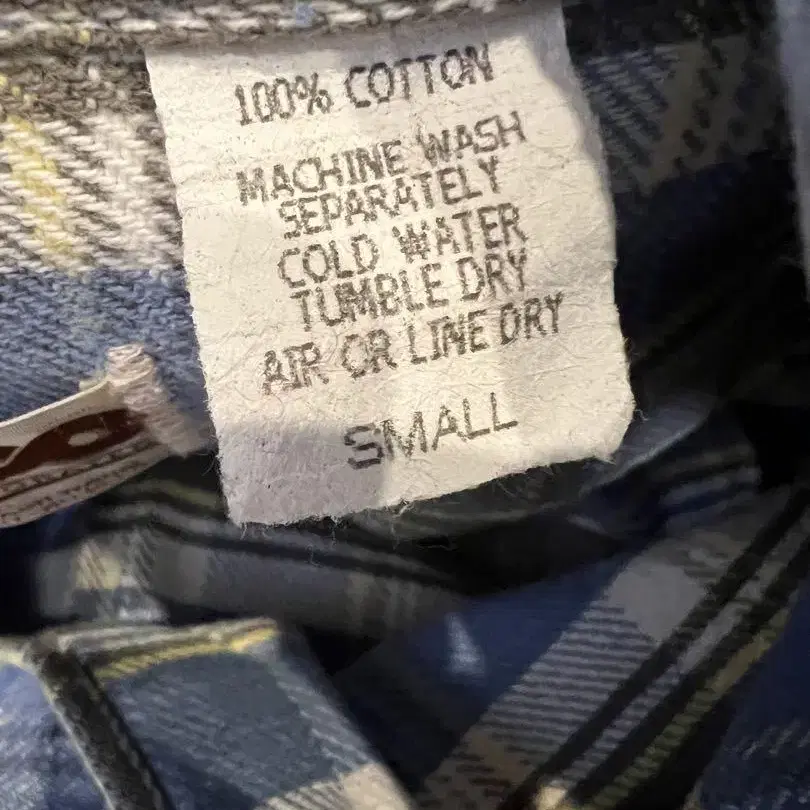 100% COTTON
MACHINE WASH
SEPARATELY
COLD WATER
TUMBLE DRY
AIR OR LINE DRY
SMALL